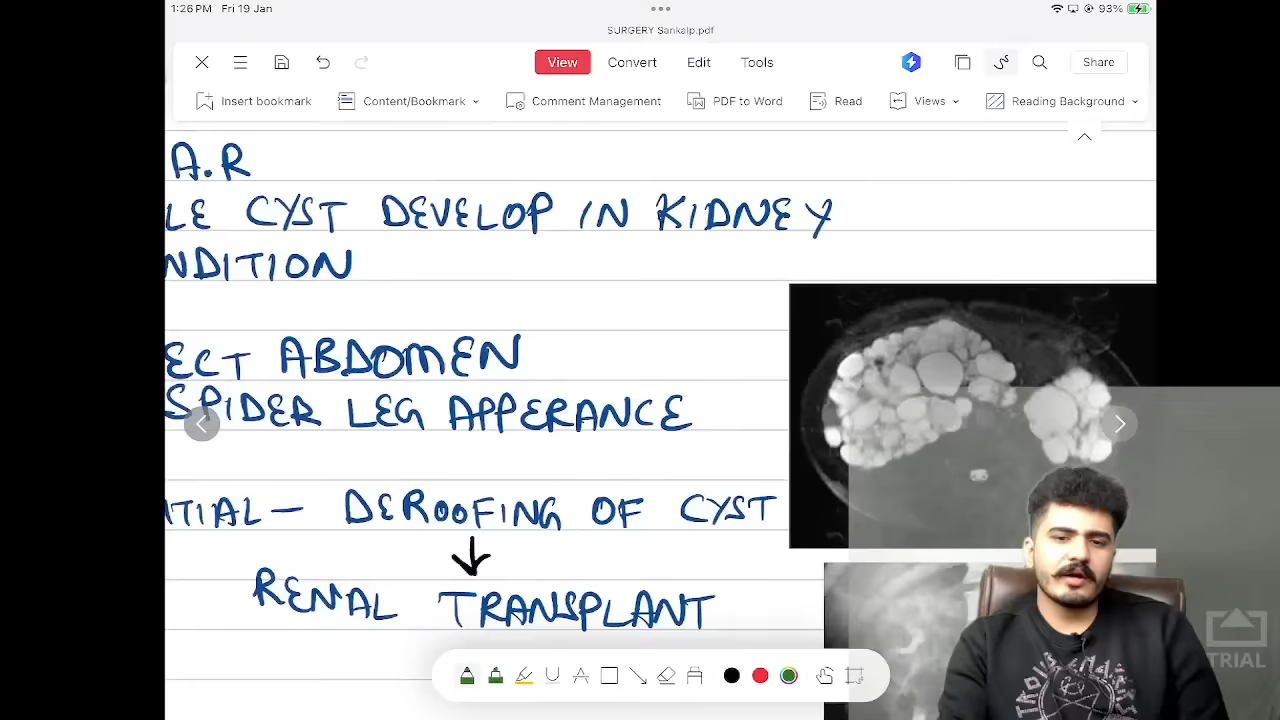 1:26 PM Fri 19 Jan
93%
SURGERY Sankalp.pdf
View Convert Edit Tools
Share
Insert bookmark Content/Bookmark Comment Management PDF to Word Read Views Reading Background
A.R
LE CYST DEVELOP IN KIDNEY
NDITION
ECT ABDOMEN
SPIDER LEG APPERANCE
ITIAL - DEROOFING OF CYST
RENAL TRANSPLANT
TRIAL